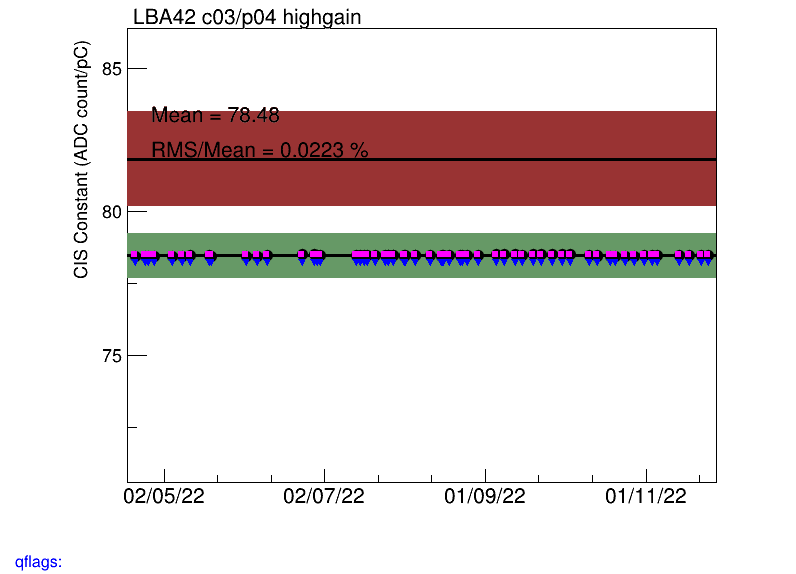 LBA42 c03/p04 highgain
CIS Constant (ADC count/pC)
85
Mean = 78.48
RMS/Mean = 0.0223 %
80
75
02/05/22 02/07/22 01/09/22 01/11/22
qflags: